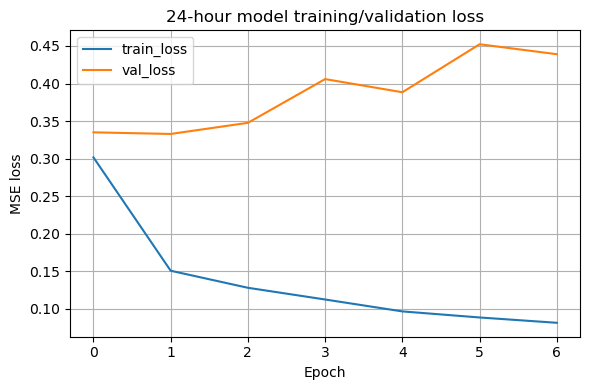 24-hour model training/validation loss
train_loss
val_loss
MSE loss
0.45
0.40
0.35
0.30
0.25
0.20
0.15
0.10
0 1 2 3 4 5 6
Epoch